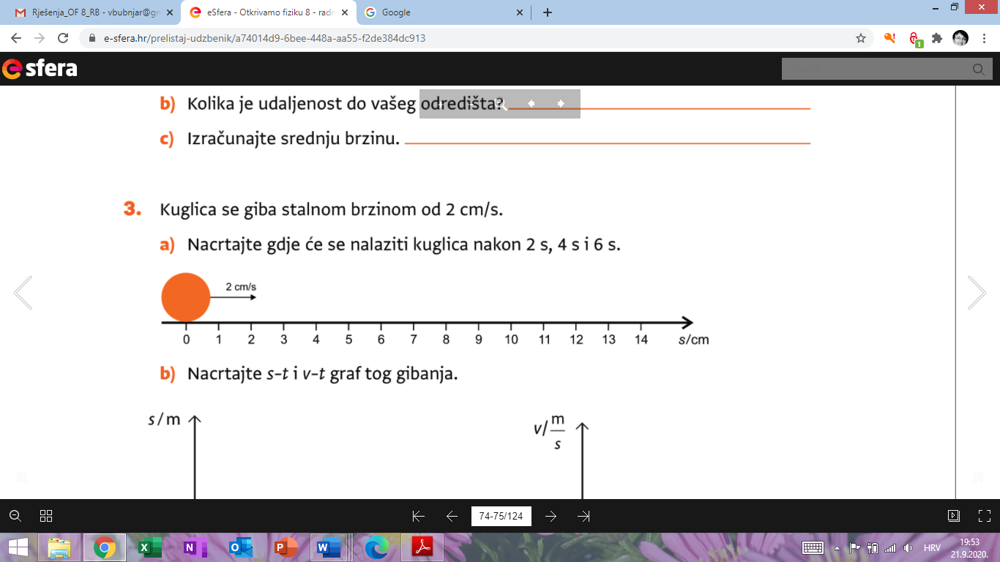 Rješenja_OF 8_RB - vbubnjar@gm
eSfera - Otkrivamo fiziku 8 - radn
Google
e-sfera.hr/prelistaj-udzbenik/a74014d9-6bee-448a-aa55-f2de384dc913
1
esfera
b) Kolika je udaljenost do vašeg odredišta?
c) Izračunajte srednju brzinu.
3. Kuglica se giba stalnom brzinom od 2 cm/s.
a) Nacrtajte gdje će se nalaziti kuglica nakon 2 s, 4 s i 6 s.
2 cm/s
0 1 2 3 4 5 6 7 8 9 10 11 12 13 14 s/cm
b) Nacrtajte s–t i v–t graf tog gibanja.
s/m
v/ m
s
74-75/124
HRV
19:53
21.9.2020.